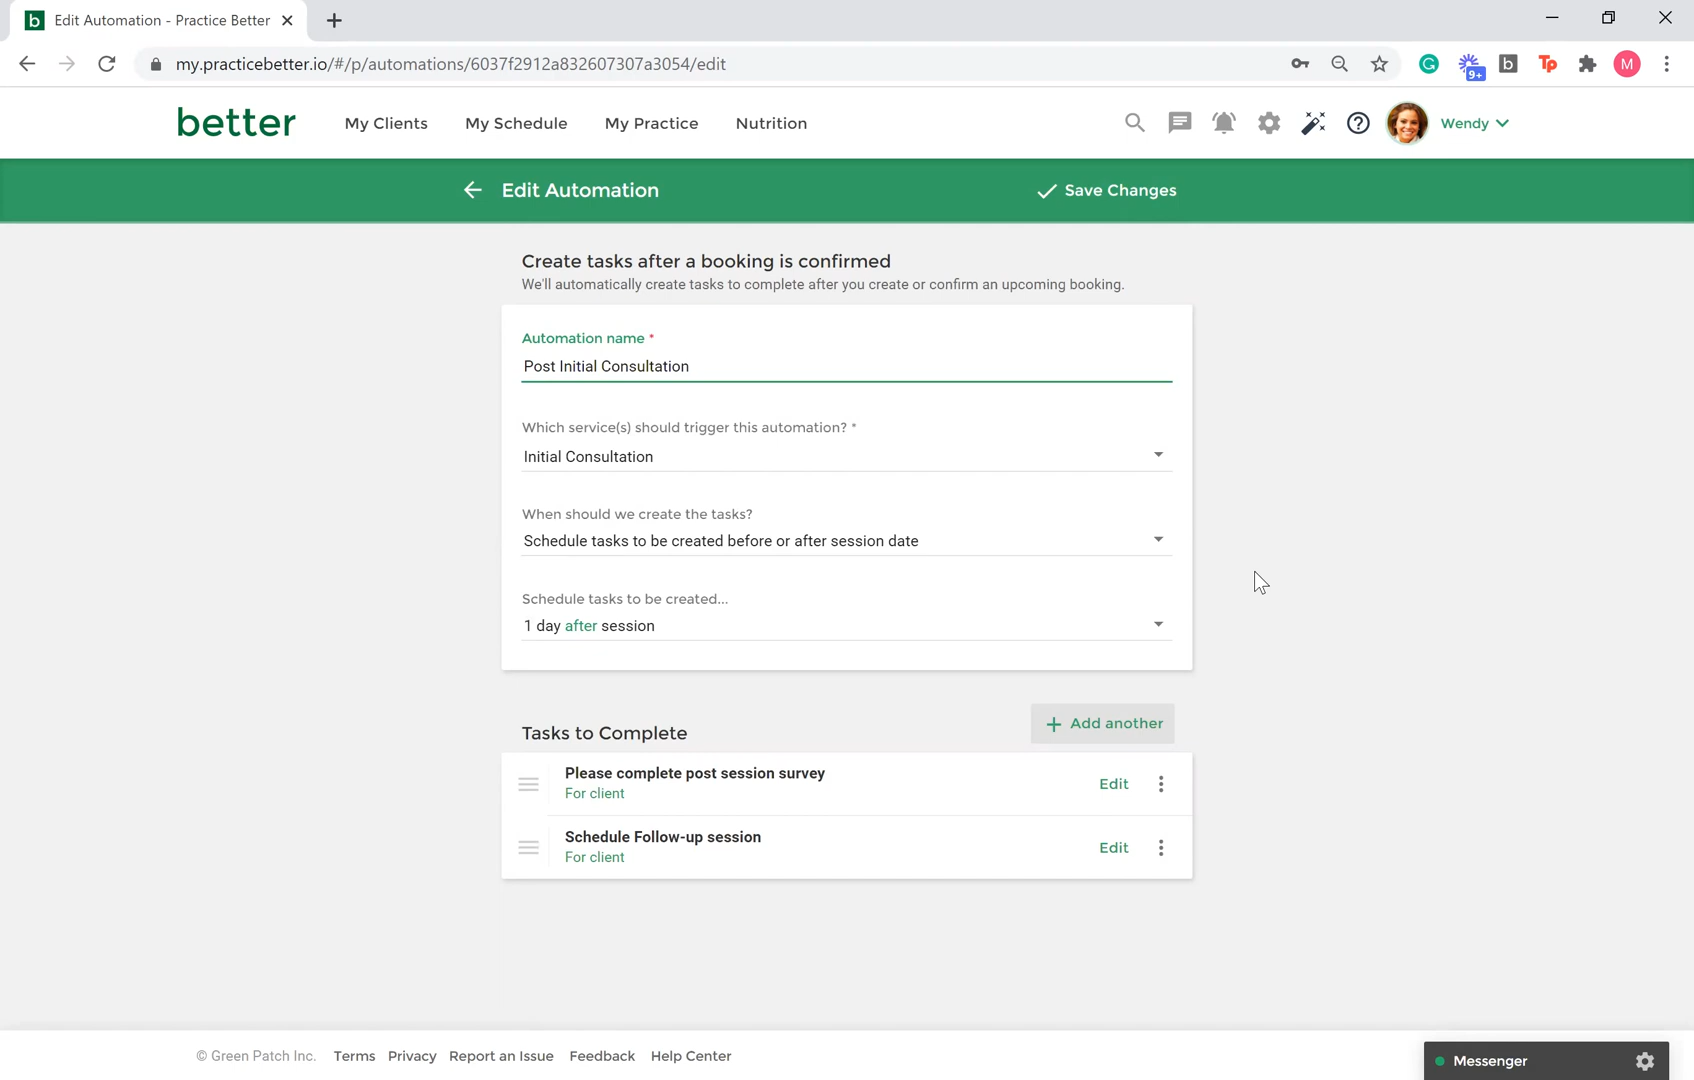 b Edit Automation - Practice Better
my.practicebetter.io/#/p/automations/6037f2912a832607307a3054/edit
G 9+ b Tp M
better My Clients My Schedule My Practice Nutrition Wendy
Edit Automation Save Changes
Create tasks after a booking is confirmed
We'll automatically create tasks to complete after you create or confirm an upcoming booking.
Automation name *
Post Initial Consultation
Which service(s) should trigger this automation? *
Initial Consultation
When should we create the tasks?
Schedule tasks to be created before or after session date
Schedule tasks to be created...
1 day after session
Tasks to Complete + Add another
Please complete post session survey
For client
Edit
Schedule Follow-up session
For client
Edit
© Green Patch Inc. Terms Privacy Report an Issue Feedback Help Center
Messenger